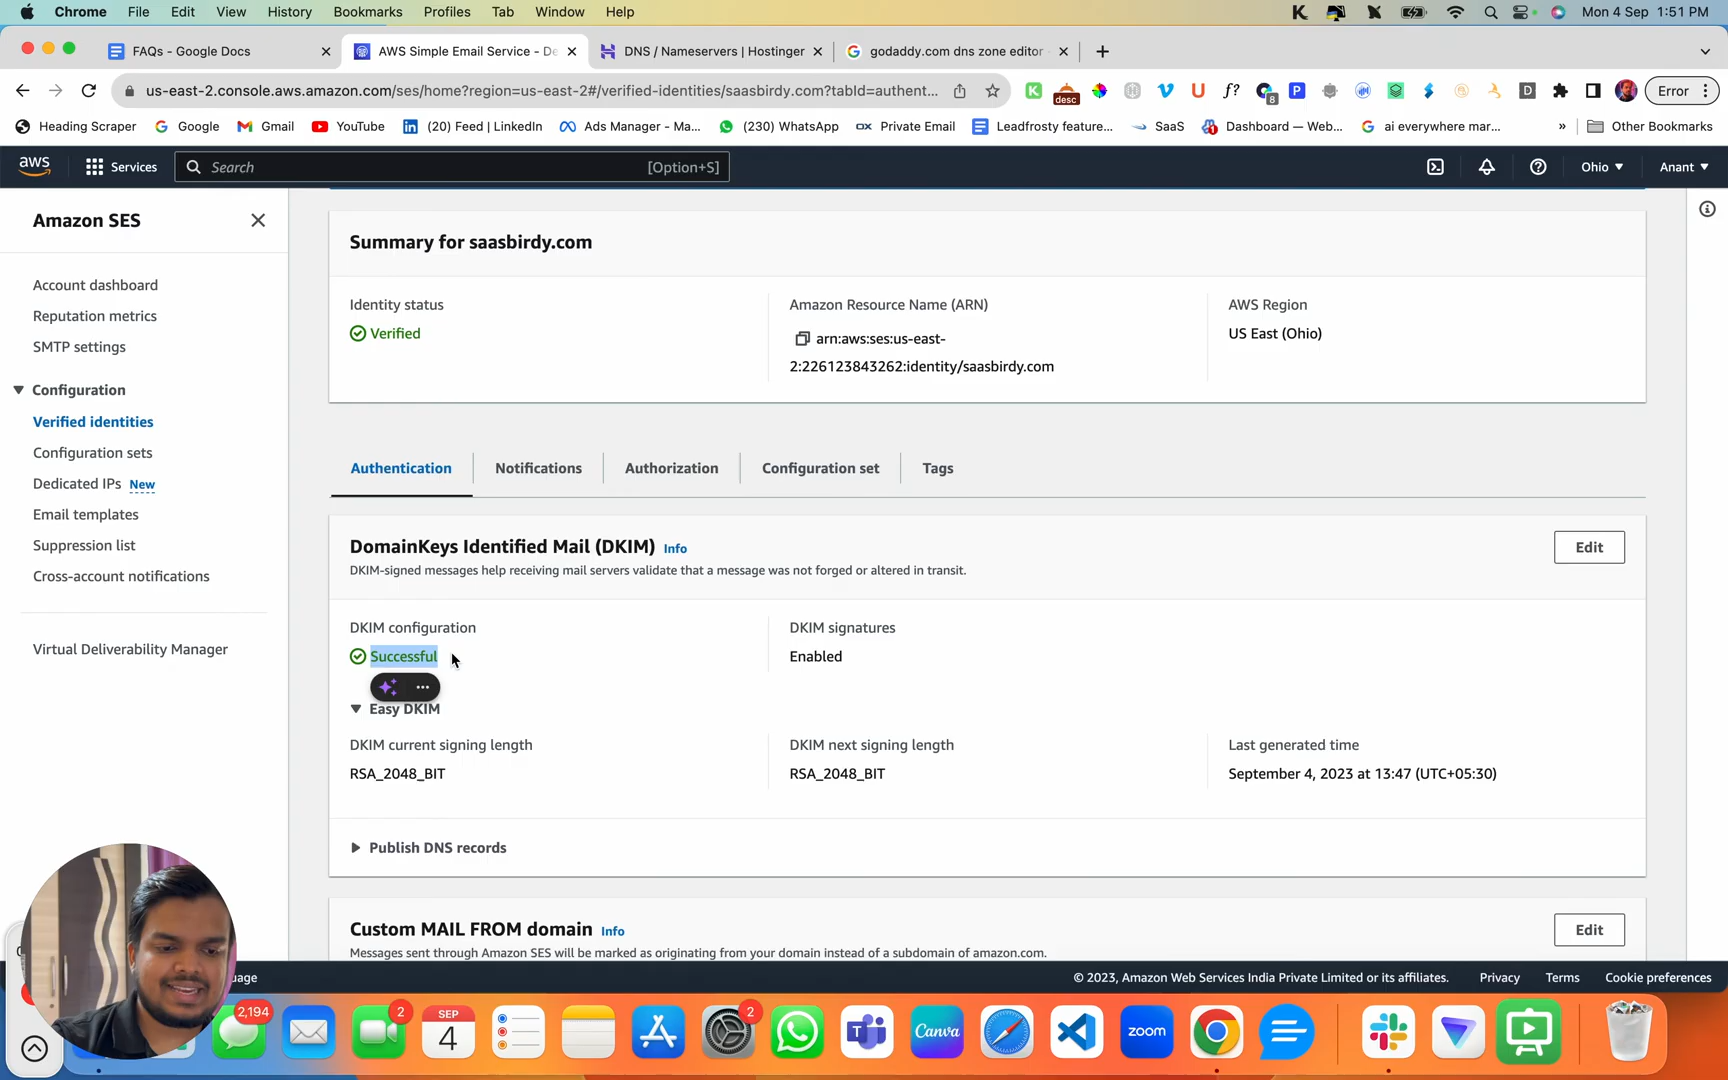 Chrome File Edit View History Bookmarks Profiles Tab Window Help Mon 4 Sep 1:51 PM
FAQs - Google Docs
AWS Simple Email Service - De
DNS / Nameservers | Hostinger
godaddy.com dns zone editor
us-east-2.console.aws.amazon.com/ses/home?region=us-east-2#/verified-identities/saasbirdy.com?tabId=authent...
desc
f?
8
P
D
Error
Heading Scraper Google Gmail YouTube (20) Feed | LinkedIn Ads Manager - Ma... (230) WhatsApp Private Email Leadfrosty feature... SaaS Dashboard — Web... ai everywhere mar... » Other Bookmarks
aws Services Search [Option+S] Ohio Anant
Amazon SES
Account dashboard
Reputation metrics
SMTP settings
Configuration
Verified identities
Configuration sets
Dedicated IPs New
Email templates
Suppression list
Cross-account notifications
Virtual Deliverability Manager
Summary for saasbirdy.com
Identity status
Verified
Amazon Resource Name (ARN)
arn:aws:ses:us-east-
2:226123843262:identity/saasbirdy.com
AWS Region
US East (Ohio)
Authentication Notifications Authorization Configuration set Tags
DomainKeys Identified Mail (DKIM) Info
Edit
DKIM-signed messages help receiving mail servers validate that a message was not forged or altered in transit.
DKIM configuration
Successful
DKIM signatures
Enabled
Easy DKIM
DKIM current signing length
RSA_2048_BIT
DKIM next signing length
RSA_2048_BIT
Last generated time
September 4, 2023 at 13:47 (UTC+05:30)
Publish DNS records
Custom MAIL FROM domain Info
Edit
Messages sent through Amazon SES will be marked as originating from your domain instead of a subdomain of amazon.com.
© 2023, Amazon Web Services India Private Limited or its affiliates. Privacy Terms Cookie preferences
2,194
2
SEP
4
2
Canva
zoom